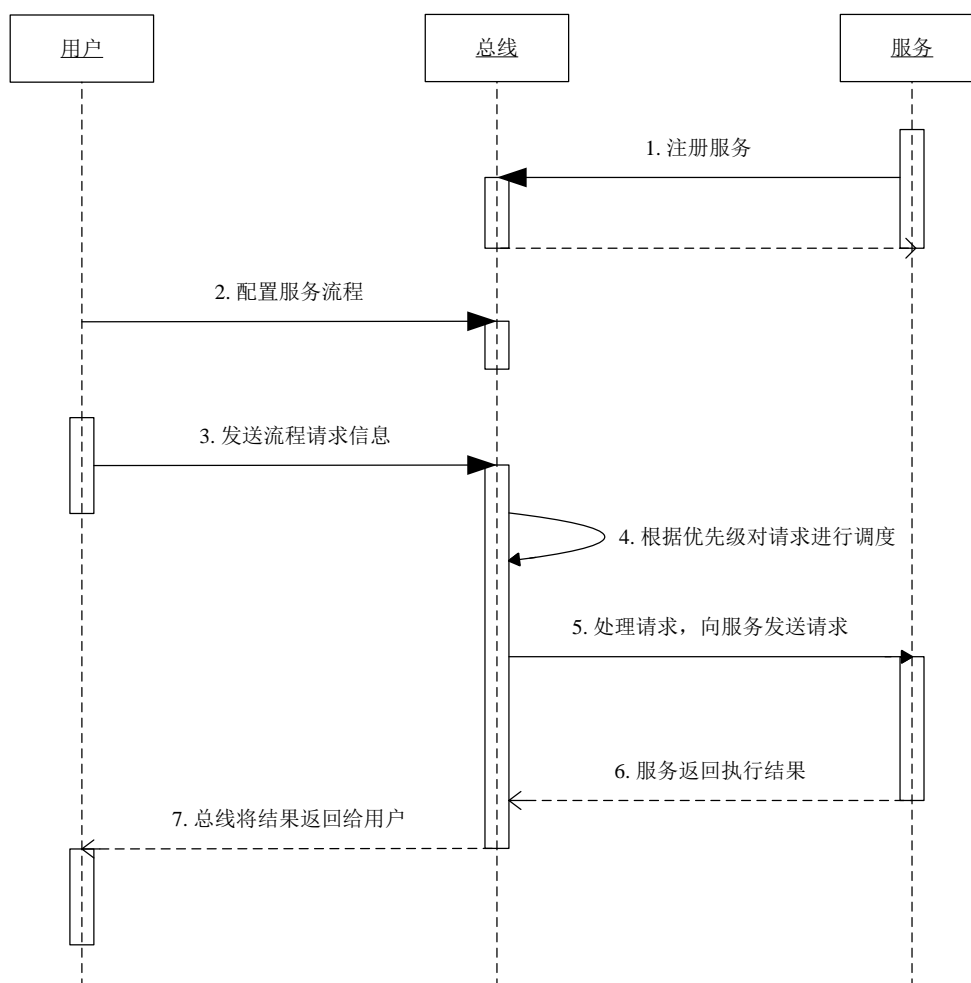 用户
总线
服务
1. 注册服务
2. 配置服务流程
3. 发送流程请求信息
4. 根据优先级对请求进行调度
5. 处理请求，向服务发送请求
6. 服务返回执行结果
7. 总线将结果返回给用户